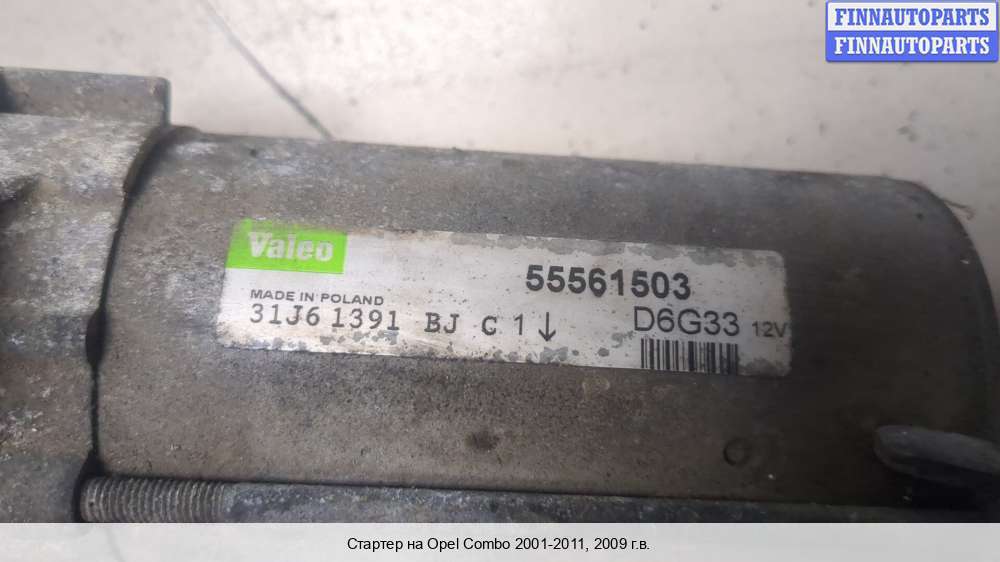 FINNAUTOPARTS
FINNAUTOPARTS
Valeo
55561503
MADE IN POLAND
31J6 1391 BJ C 1↓
D6G33 12V
Стартер на Opel Combo 2001-2011, 2009 г.в.